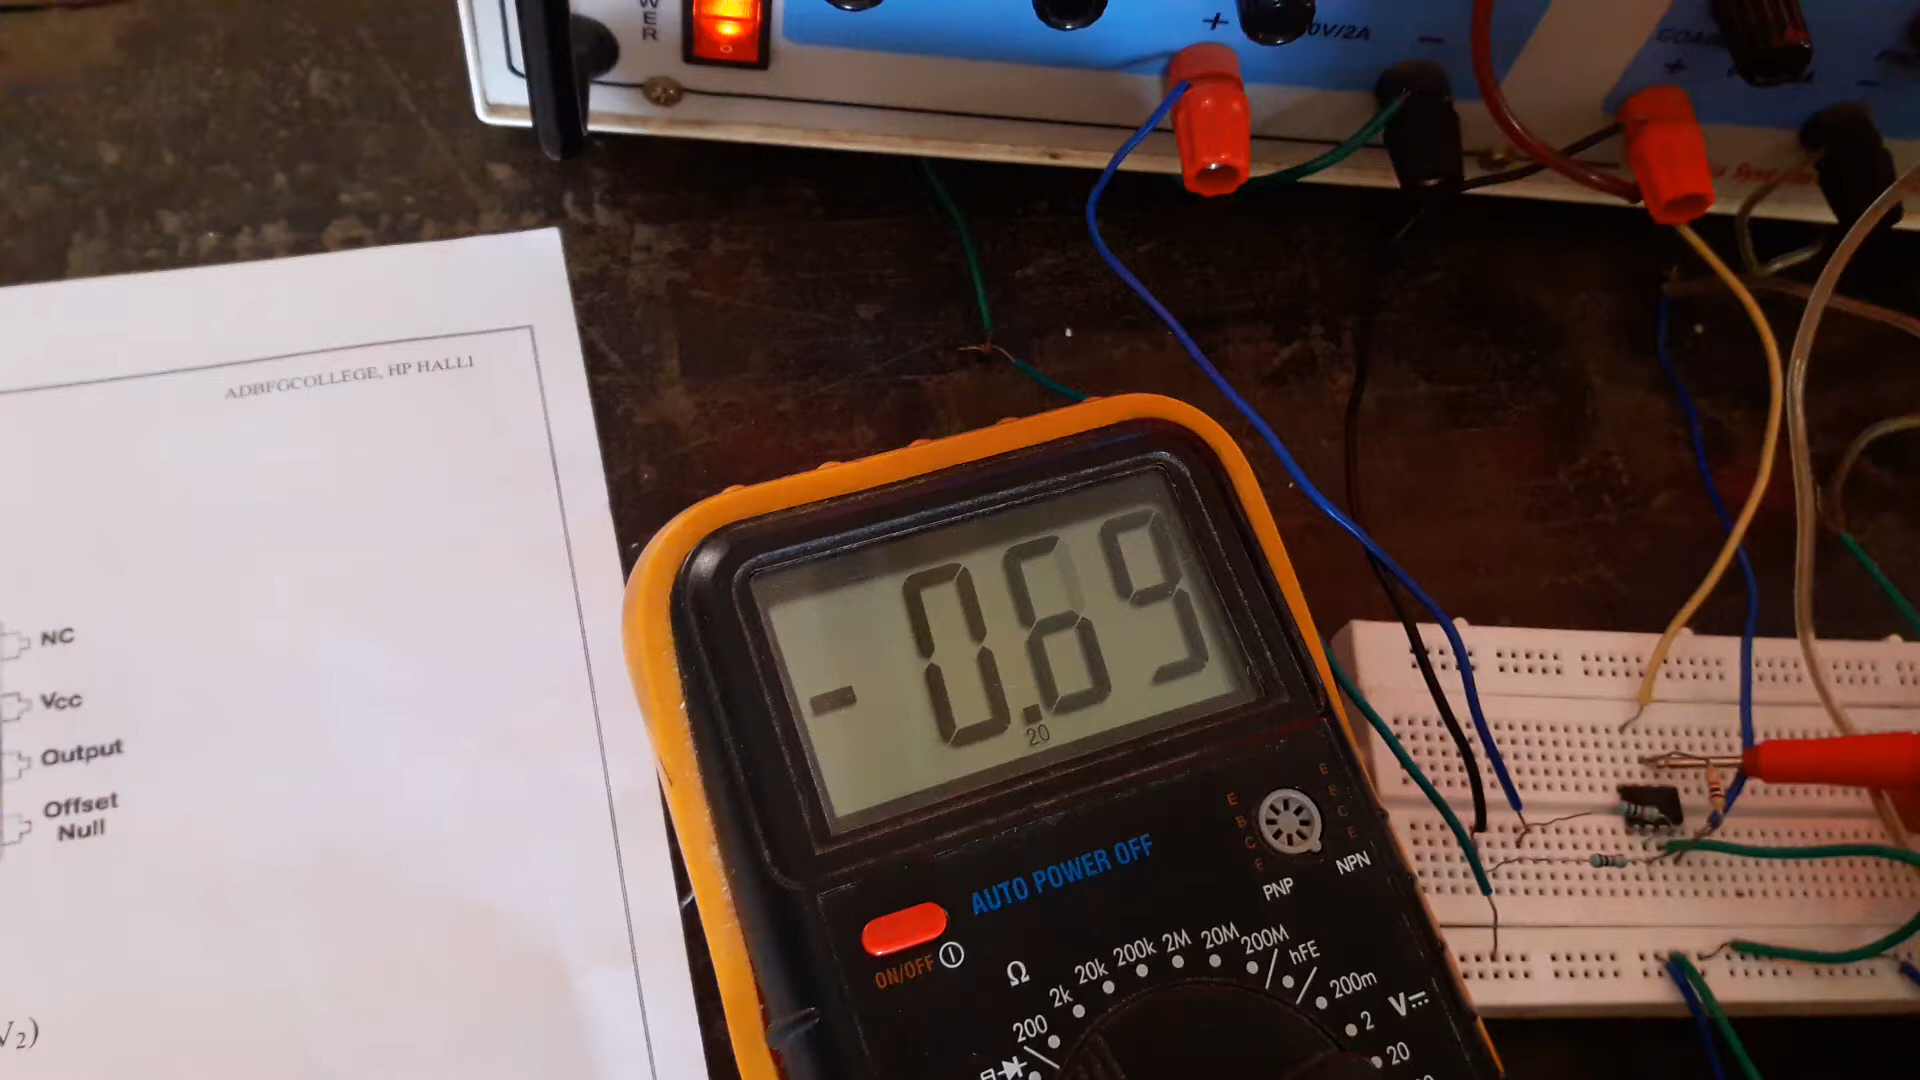 WER
+
0V/2A
−
+
−
ADBFGCOLLEGE, HP HALLI
NC
Vcc
Output
Offset
Null
V₂)
-0.69
20
AUTO POWER OFF
ON/OFF
E
B
C
E
E
E
C
C
E
PNP
NPN
Ω
200
2k
20k
200k
2M
20M
200M
hFE
200m
2
V
20